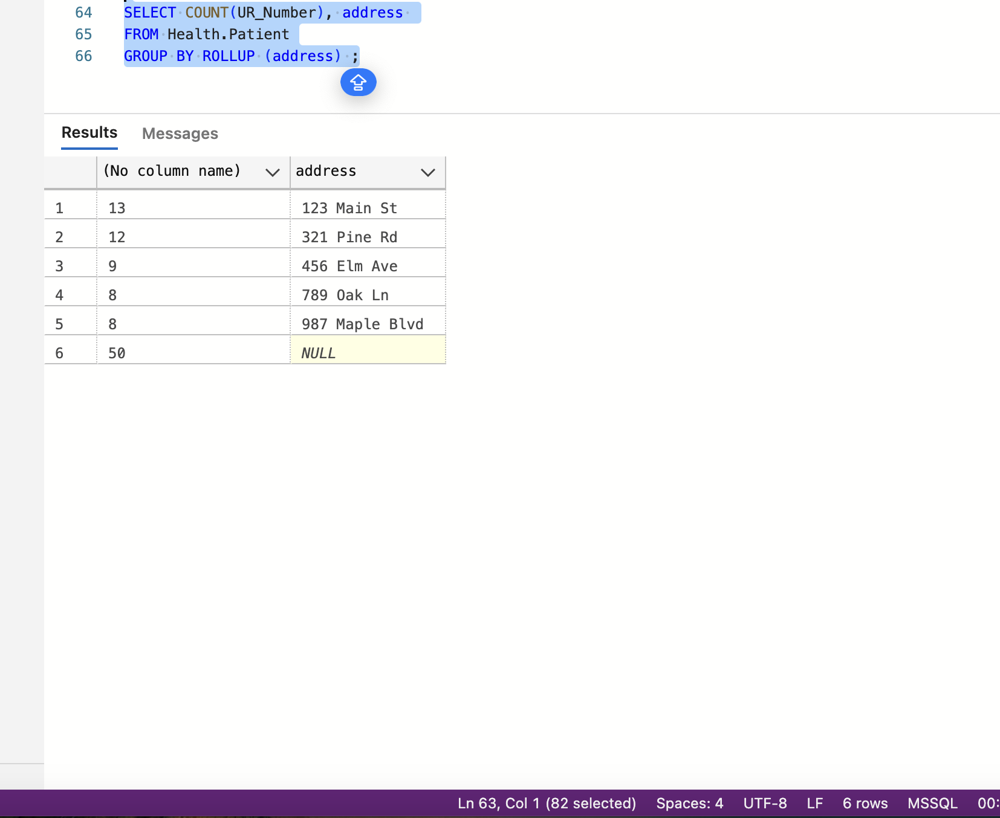 64 SELECT COUNT(UR_Number), address
65 FROM Health.Patient
66 GROUP BY ROLLUP (address) ;
Results Messages
(No column name) address
1 13 123 Main St
2 12 321 Pine Rd
3 9 456 Elm Ave
4 8 789 Oak Ln
5 8 987 Maple Blvd
6 50 NULL
Ln 63, Col 1 (82 selected) Spaces: 4 UTF-8 LF 6 rows MSSQL 00: